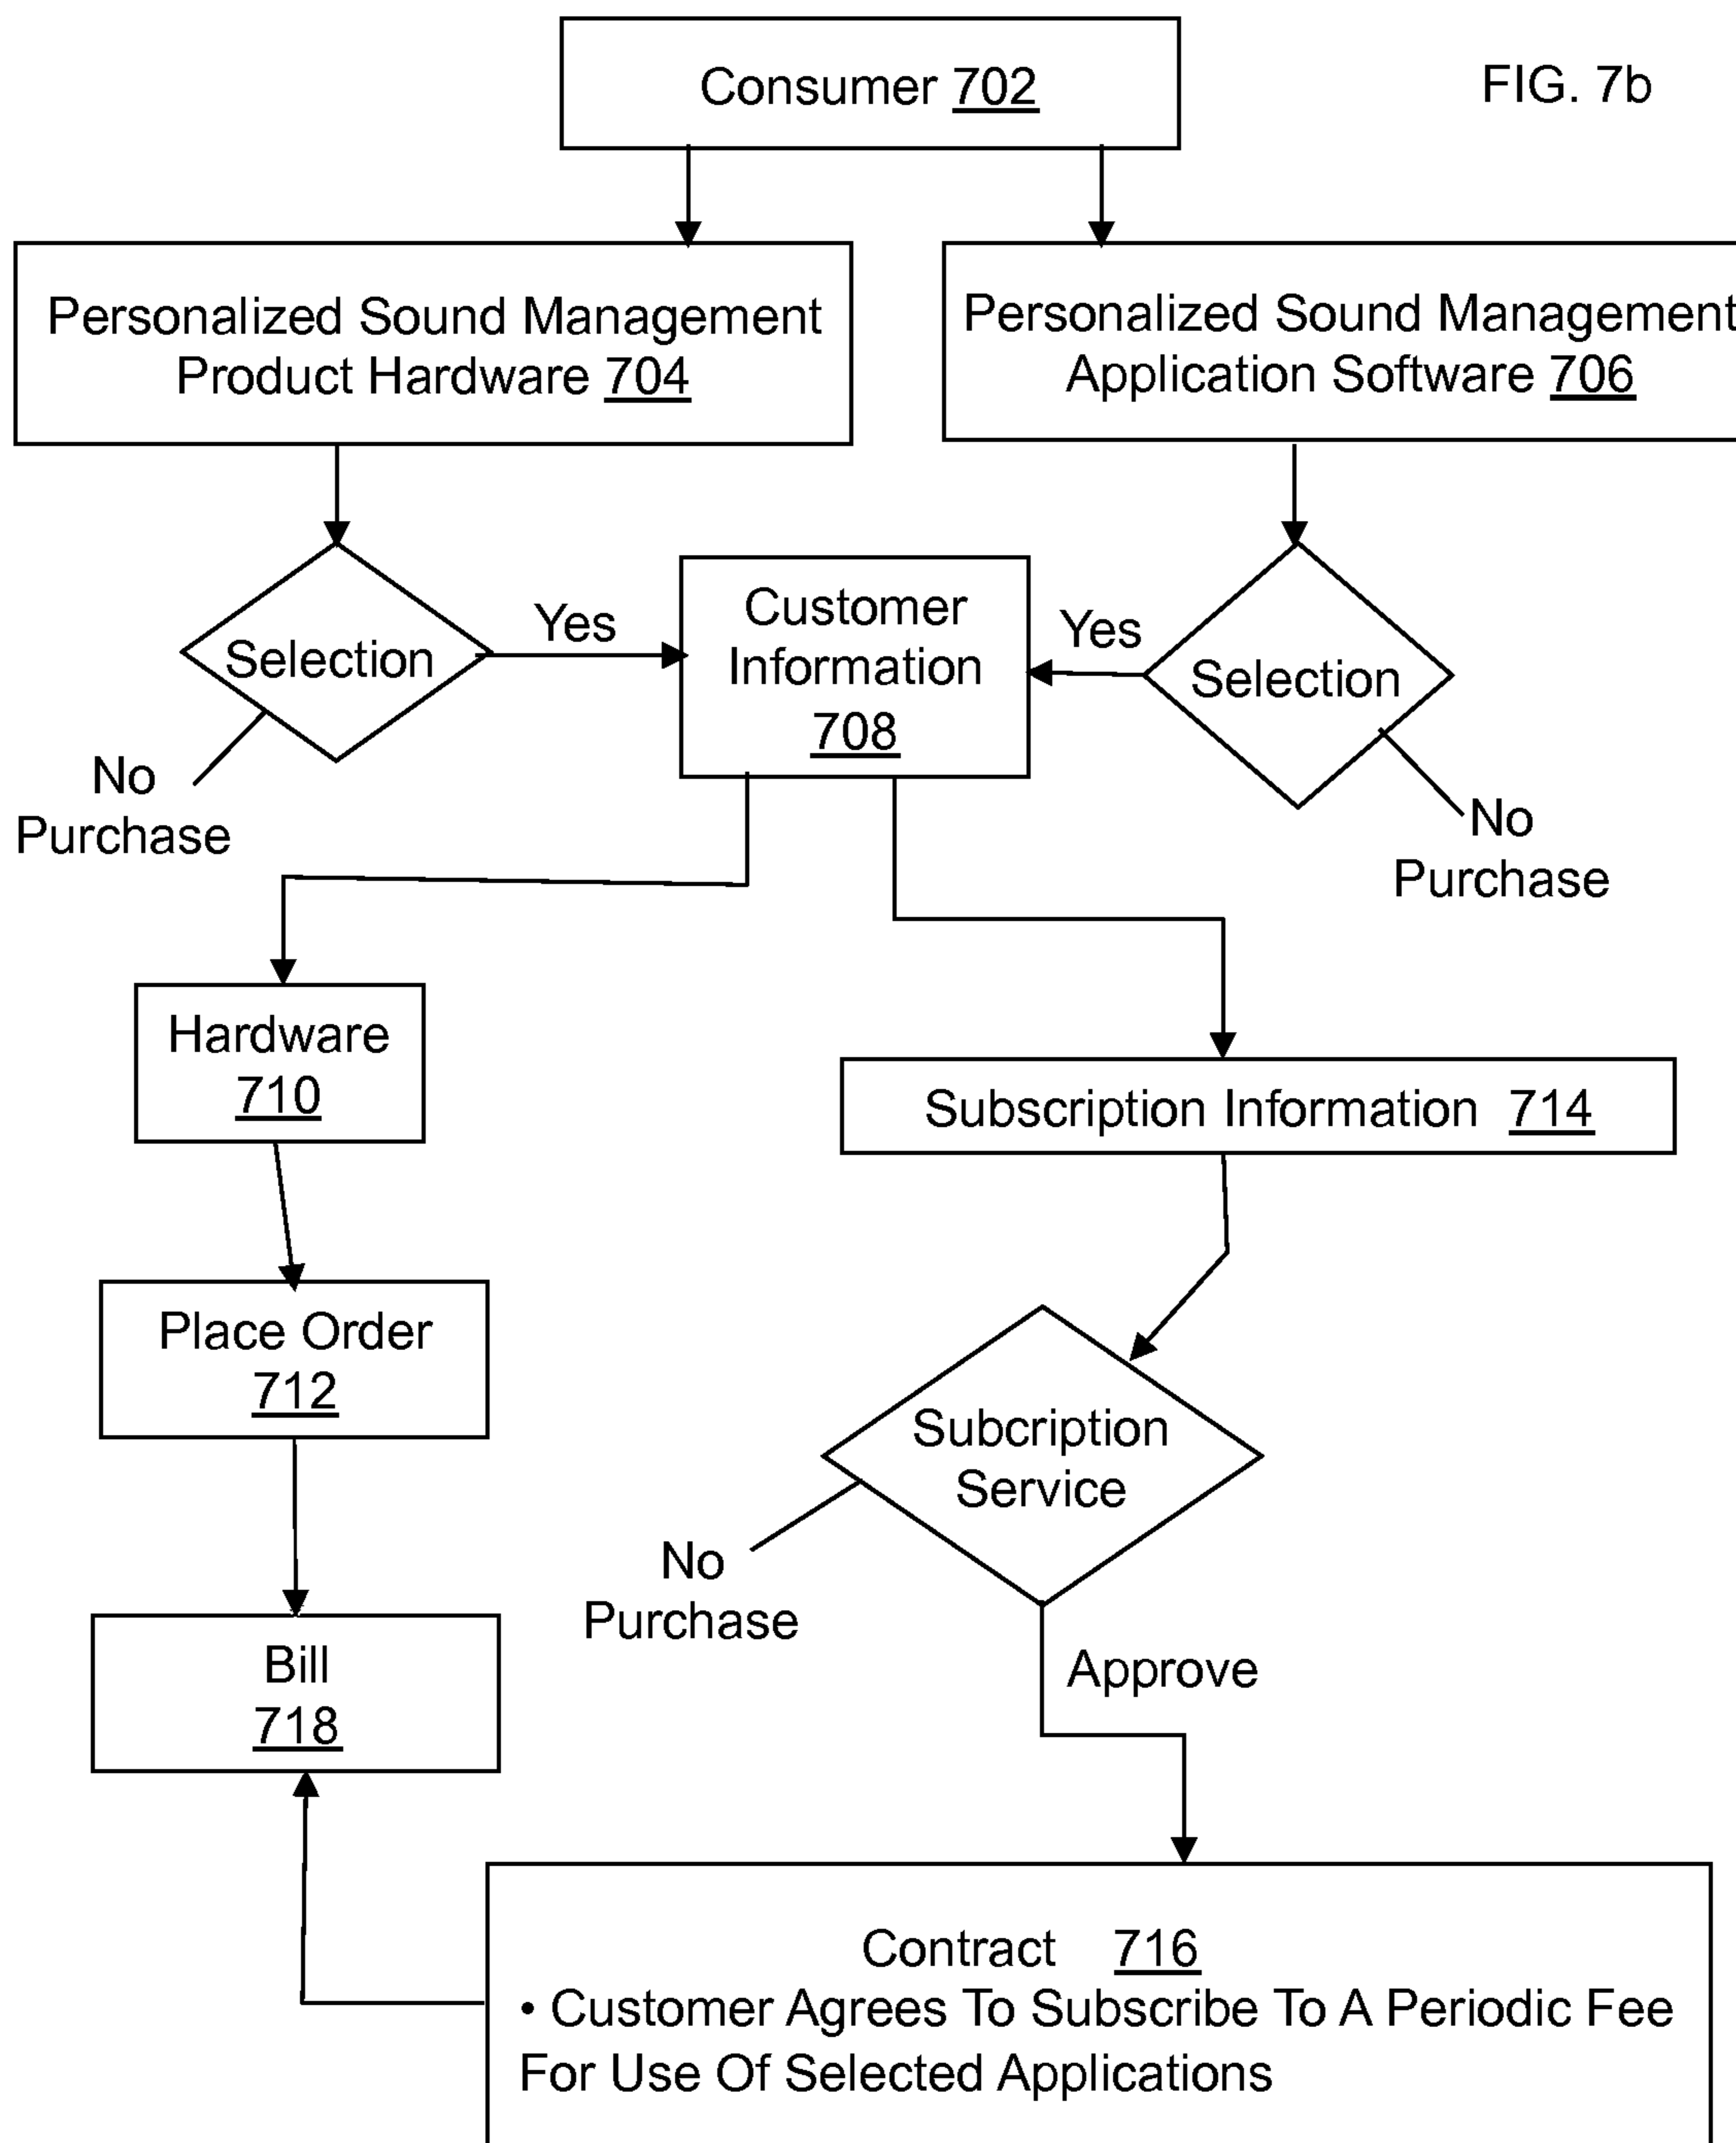 Consumer 702
FIG. 7b
Personalized Sound Management
Product Hardware 704
Personalized Sound Management
Application Software 706
Selection
Yes
Customer
Information
708
Yes
Selection
No
Purchase
No
Purchase
Hardware
710
Subscription Information 714
Place Order
712
Subcription
Service
No
Purchase
Approve
Bill
718
Contract 716
• Customer Agrees To Subscribe To A Periodic Fee
For Use Of Selected Applications